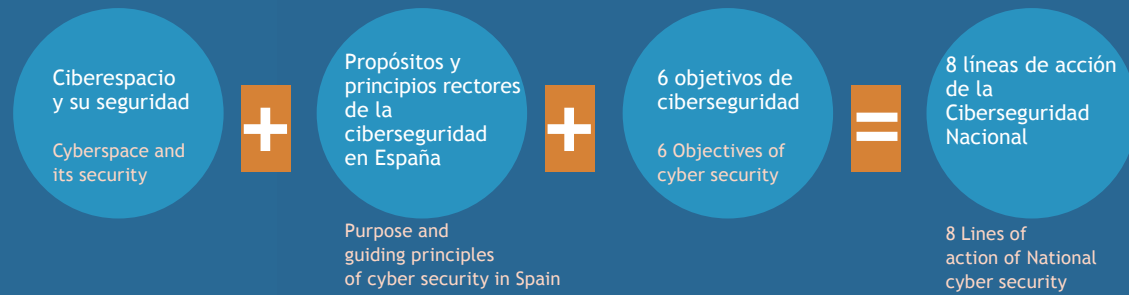 Ciberespacio
y su seguridad
Cyberspace and
its security
+
Propósitos y
principios rectores
de la
ciberseguridad
en España
Purpose and
guiding principles
of cyber security in Spain
+
6 objetivos de
ciberseguridad
6 Objectives of
cyber security
=
8 líneas de acción
de la
Ciberseguridad
Nacional
8 Lines of
action of National
cyber security